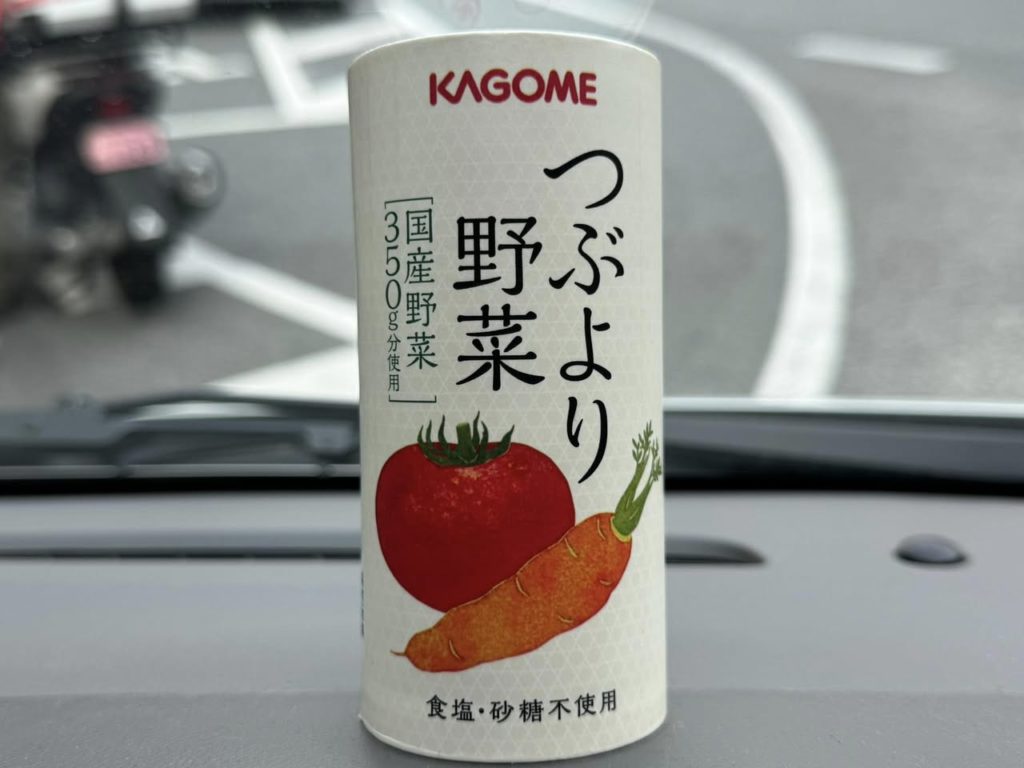 KAGOME
つぶより
野菜
国産野菜
350g分使用
食塩・砂糖不使用